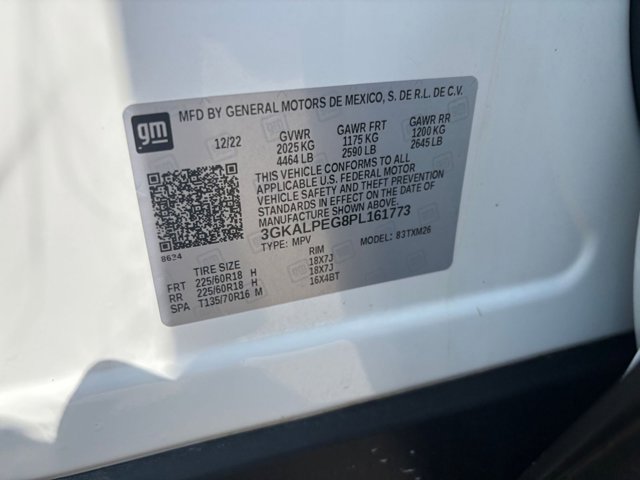 MFD BY GENERAL MOTORS DE MEXICO, S. DE R.L. DE C.V.
gm
12/22 GVWR GAWR FRT GAWR RR
2025 KG 1175 KG 1200 KG
4464 LB 2590 LB 2645 LB
THIS VEHICLE CONFORMS TO ALL
APPLICABLE U.S. FEDERAL MOTOR
VEHICLE SAFETY AND THEFT PREVENTION
STANDARDS IN EFFECT ON THE DATE OF
MANUFACTURE SHOWN ABOVE.
3GKALPEG8PL161773
TYPE: MPV MODEL: 83TXM26
8624
TIRE SIZE RIM
FRT 225/60R18 H 18X7J
RR 225/60R18 H 18X7J
SPA T135/70R16 M 16X4BT